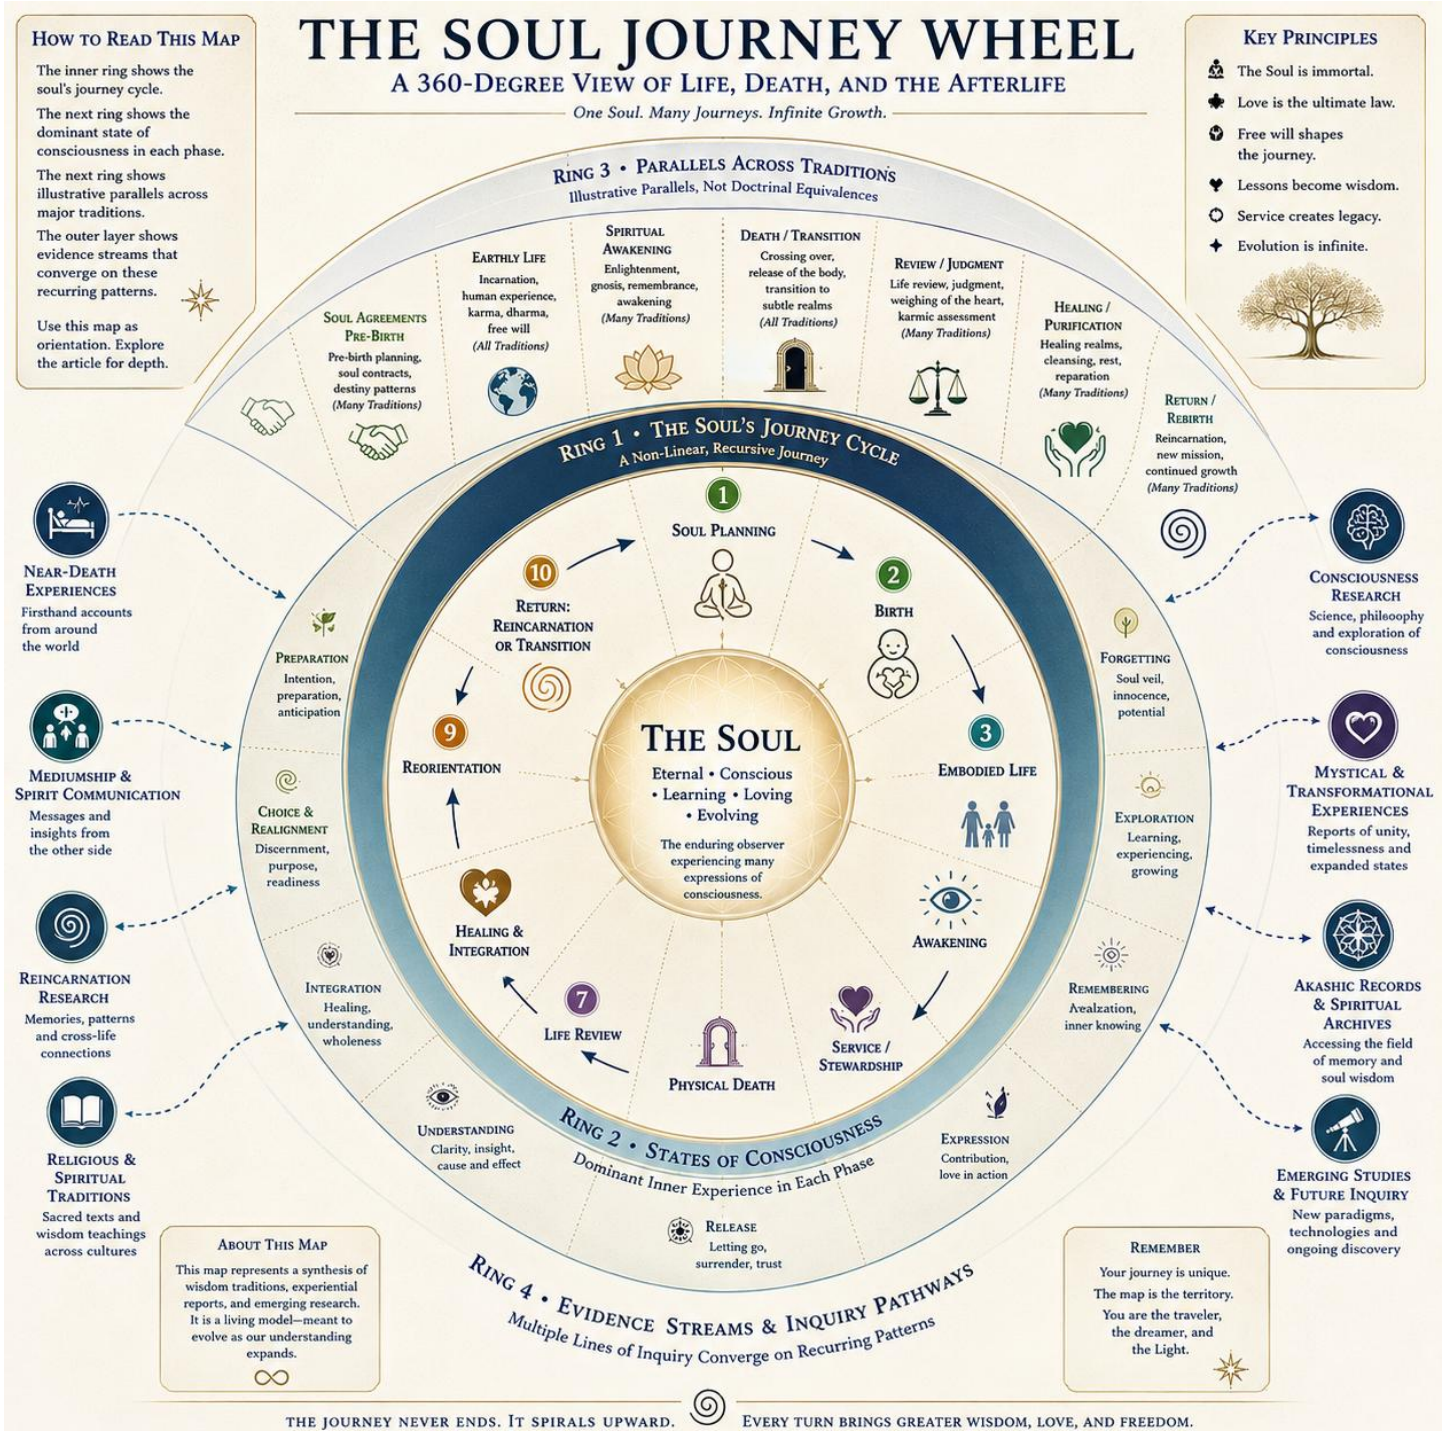 THE SOUL JOURNEY WHEEL
A 360-DEGREE VIEW OF LIFE, DEATH, AND THE AFTERLIFE
One Soul. Many Journeys. Infinite Growth.
HOW TO READ THIS MAP
The inner ring shows the
soul's journey cycle.
The next ring shows the
dominant state of
consciousness in each phase.
The next ring shows
illustrative parallels across
major traditions.
The outer layer shows
evidence streams that
converge on these
recurring patterns.
Use this map as
orientation. Explore
the article for depth.
KEY PRINCIPLES
The Soul is immortal.
Love is the ultimate law.
Free will shapes
the journey.
Lessons become wisdom.
Service creates legacy.
Evolution is infinite.
RING 3 • PARALLELS ACROSS TRADITIONS
Illustrative Parallels, Not Doctrinal Equivalences
SOUL AGREEMENTS
PRE-BIRTH
Pre-birth planning,
soul contracts,
destiny patterns
(Many Traditions)
EARTHLY LIFE
Incarnation,
human experience,
karma, dharma,
free will
(All Traditions)
SPIRITUAL
AWAKENING
Enlightenment,
gnosis, remembrance,
awakening
(Many Traditions)
DEATH / TRANSITION
Crossing over,
release of the body,
transition to
subtle realms
(All Traditions)
REVIEW / JUDGMENT
Life review, judgment,
weighing of the heart,
karmic assessment
(Many Traditions)
HEALING /
PURIFICATION
Healing realms,
cleansing, rest,
reparation
(Many Traditions)
RETURN /
REBIRTH
Reincarnation,
new mission,
continued growth
(Many Traditions)
RING 1 • THE SOUL'S JOURNEY CYCLE
A Non-Linear, Recursive Journey
1
SOUL PLANNING
2
BIRTH
3
EMBODIED LIFE
AWAKENING
SERVICE /
STEWARDSHIP
PHYSICAL DEATH
7
LIFE REVIEW
HEALING &
INTEGRATION
9
REORIENTATION
10
RETURN:
REINCARNATION
OR TRANSITION
THE SOUL
Eternal • Conscious
• Learning • Loving
• Evolving
The enduring observer
experiencing many
expressions of
consciousness.
RING 2 • STATES OF CONSCIOUSNESS
Dominant Inner Experience in Each Phase
PREPARATION
Intention,
preparation,
anticipation
CHOICE &
REALIGNMENT
Discernment,
purpose,
readiness
INTEGRATION
Healing,
understanding,
wholeness
UNDERSTANDING
Clarity, insight,
cause and effect
RELEASE
Letting go,
surrender, trust
EXPRESSION
Contribution,
love in action
REMEMBERING
inner knowing
EXPLORATION
Learning,
experiencing,
growing
FORGETTING
Soul veil,
innocence,
potential
NEAR-DEATH
EXPERIENCES
Firsthand accounts
from around
the world
MEDIUMSHIP &
SPIRIT COMMUNICATION
Messages and
insights from
the other side
REINCARNATION
RESEARCH
Memories, patterns
and cross-life
connections
RELIGIOUS &
SPIRITUAL
TRADITIONS
Sacred texts and
wisdom teachings
across cultures
CONSCIOUSNESS
RESEARCH
Science, philsoophy
and exploration of
consciousness
MYSTICAL &
TRANSFORMATIONAL
EXPERIENCES
Reports of unity,
timelessness and
expanded states
AKASHIC RECORDS
& SPIRITUAL
ARCHIVES
Accessing the field
of memory and
soul wisdom
EMERGING STUDIES
& FUTURE INQUIRY
New paradigms,
technologies and
ongoing discovery
RING 4 • EVIDENCE STREAMS & INQUIRY PATHWAYS
Multiple Lines of Inquiry Converge on Recurring Patterns
ABOUT THIS MAP
This map represents a synthesis of
wisdom traditions, experiential
reports, and emerging research.
It is a living model—meant to
evolve as our understanding
expands.
REMEMBER
Your journey is unique.
The map is the territory.
You are the traveler,
the dreamer, and
the Light.
THE JOURNEY NEVER ENDS. IT SPIRALS UPWARD.
EVERY TURN BRINGS GREATER WISDOM, LOVE, AND FREEDOM.